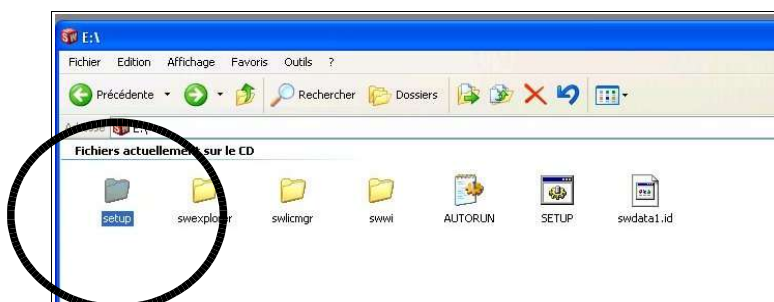 E:\
Fichier Edition Affichage Favoris Outils ?
Précédente Rechercher Dossiers
E:\
Fichiers actuellement sur le CD
setup swexplorer swlicmgr swwi AUTORUN SETUP swdata1.id